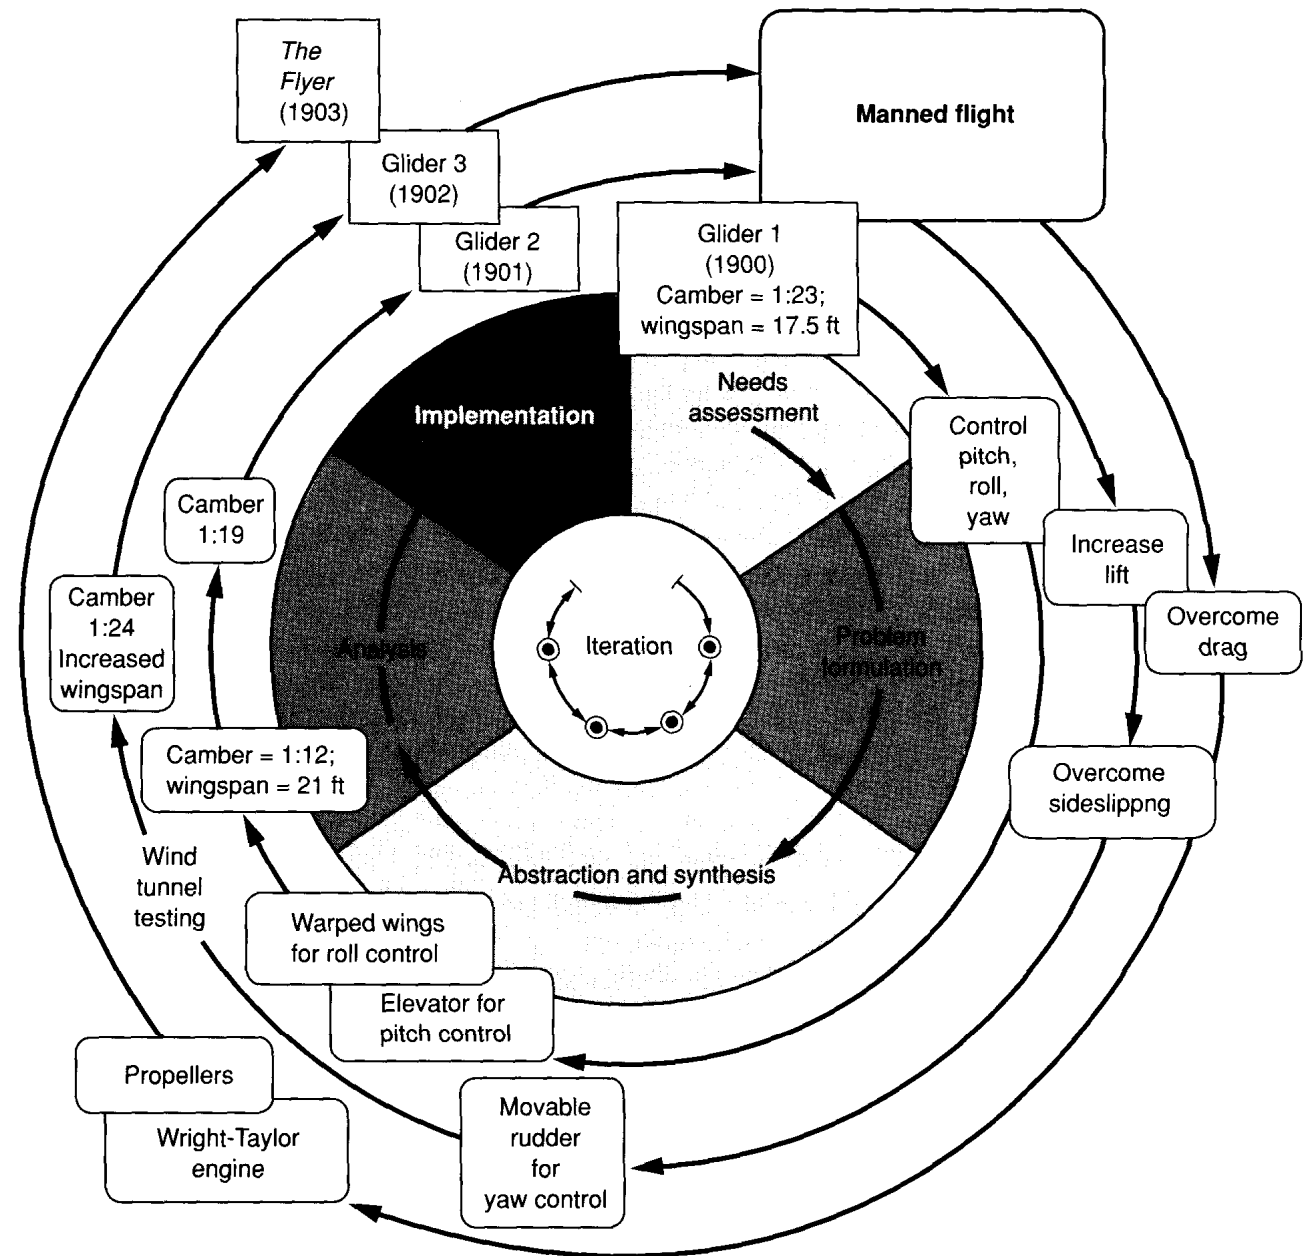 The
Flyer
(1903)
Manned flight
Glider 3
(1902)
Glider 2
(1901)
Glider 1
(1900)
Camber = 1:23;
wingspan = 17.5 ft
Needs
assessment
Implementation
Control
pitch,
roll,
yaw
Camber
1:19
Increase
lift
Overcome
drag
Camber
1:24
Increased
wingspan
Analysis
Iteration
Problem
formulation
Camber = 1:12;
wingspan = 21 ft
Overcome
sideslippng
Wind
tunnel
testing
Abstraction and synthesis
Warped wings
for roll control
Elevator for
pitch control
Propellers
Wright-Taylor
engine
Movable
rudder
for
yaw control